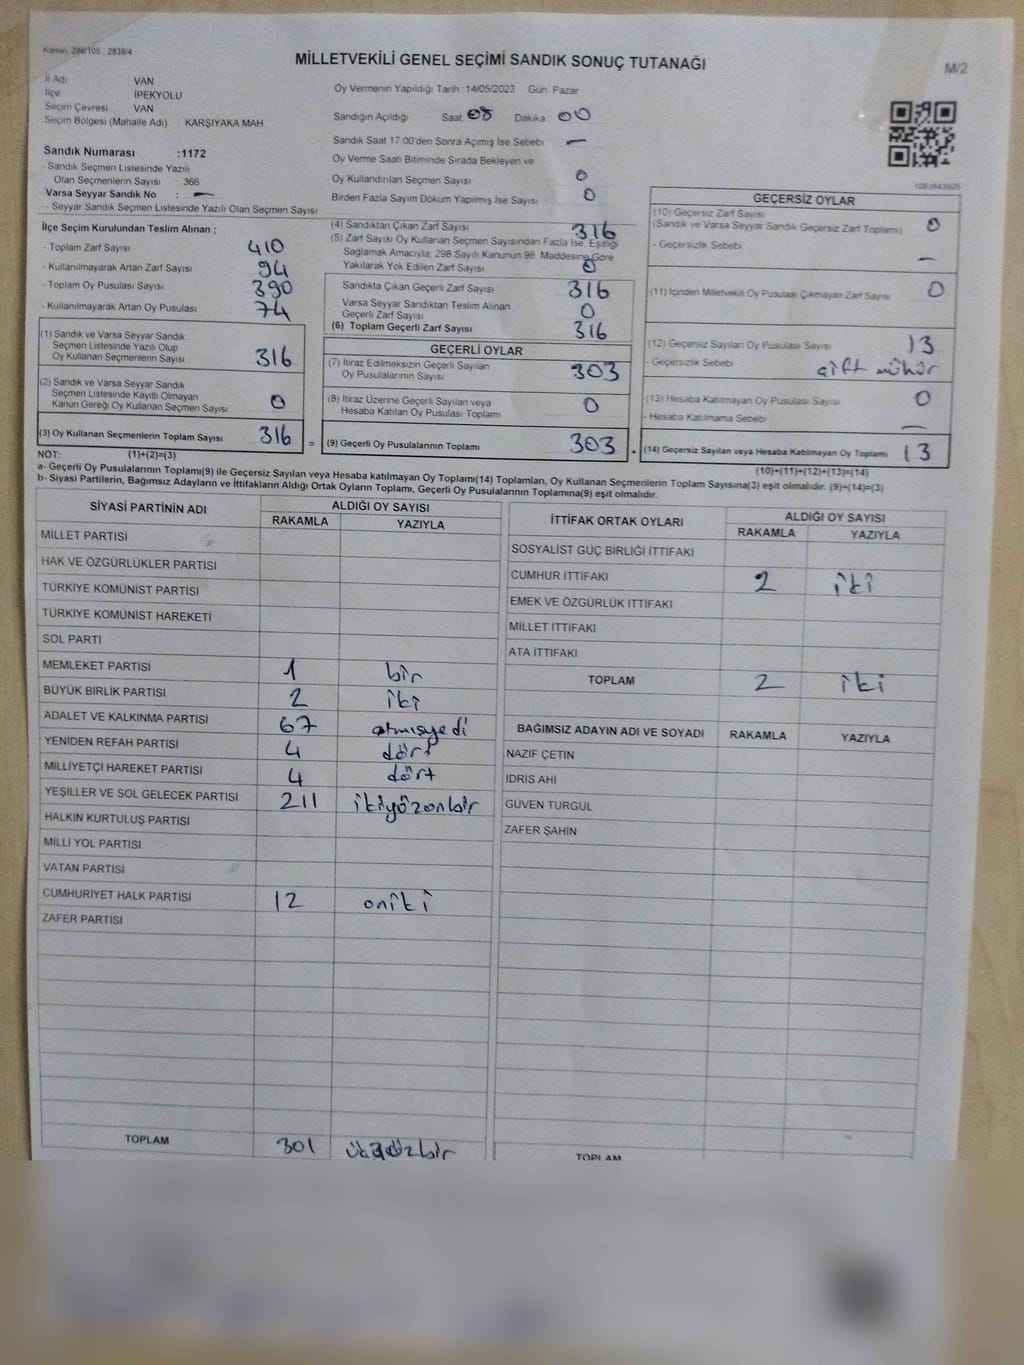 Kanun: 298/105 : 2839/4
MİLLETVEKİLİ GENEL SEÇİMİ SANDIK SONUÇ TUTANAĞI
M/2
İl Adı : VAN
İlçe : İPEKYOLU
Seçim Çevresi : VAN
Seçim Bölgesi (Mahalle Adı) : KARŞIYAKA MAH
Sandık Numarası :1172
- Sandık Seçmen Listesinde Yazılı
Olan Seçmenlerin Sayısı : 366
Varsa Seyyar Sandık No : —
- Seyyar Sandık Seçmen Listesinde Yazılı Olan Seçmen Sayısı
Oy Vermenin Yapıldığı Tarih :14/05/2023 Gün: Pazar
Sandığın Açıldığı Saat: 08 Dakika : 00
Sandık Saat 17:00'den Sonra Açımış İse Sebebi —
Oy Verme Saati Bitiminde Sırada Bekleyen ve
Oy Kullandırılan Seçmen Sayısı 0
Birden Fazla Sayım Döküm Yapılmış İse Sayısı 0
1083843925
İlçe Seçim Kurulundan Teslim Alınan ;
- Toplam Zarf Sayısı 410
- Kullanılmayarak Artan Zarf Sayısı 94
- Toplam Oy Pusulası Sayısı 390
- Kullanılmayarak Artan Oy Pusulası 74
(1) Sandık ve Varsa Seyyar Sandık
Seçmen Listesinde Yazılı Olup
Oy Kullanan Seçmenlerin Sayısı 316
(2) Sandık ve Varsa Seyyar Sandık
Seçmen Listesinde Kayıtlı Olmayan
Kanun Gereği Oy Kullanan Seçmen Sayısı 0
(3) Oy Kullanan Seçmenlerin Toplam Sayısı 316 =
(4) Sandıktan Çıkan Zarf Sayısı 316
(5) Zarf Sayısı Oy Kullanan Seçmen Sayısından Fazla İse, Eşitliği
Sağlamak Amacıyla; 298 Sayılı Kanunun 98. Maddesine Göre
Yakılarak Yok Edilen Zarf Sayısı 0
Sandıkta Çıkan Geçerli Zarf Sayısı 316
Varsa Seyyar Sandıktan Teslim Alınan
Geçerli Zarf Sayısı 0
(6) Toplam Geçerli Zarf Sayısı 316
GEÇERLİ OYLAR
(7) İtiraz Edilmeksizin Geçerli Sayılan
Oy Pusulalarının Sayısı 303
(8) İtiraz Üzerine Geçerli Sayılan veya
Hesaba Katılan Oy Pusulası Toplamı 0
(9) Geçerli Oy Pusulalarının Toplamı 303
GEÇERSİZ OYLAR
(10) Geçersiz Zarf Sayısı
(Sandık ve Varsa Seyyar Sandık Geçersiz Zarf Toplamı) 0
- Geçersizlik Sebebi —
(11) İçinden Milletvekili Oy Pusulası Çıkmayan Zarf Sayısı 0
(12) Geçersiz Sayılan Oy Pusulası Sayısı 13
- Geçersizlik Sebebi çift mühür
(13) Hesaba Katılmayan Oy Pusulası Sayısı 0
- Hesaba Katılmama Sebebi —
(14) Geçersiz Sayılan veya Hesaba Katılmayan Oy Toplamı 13
NOT: (1)+(2)=(3)
(10)+(11)+(12)+(13)=(14)
a- Geçerli Oy Pusulalarının Toplamı(9) ile Geçersiz Sayılan veya Hesaba katılmayan Oy Toplamı(14) Toplamları, Oy Kullanan Seçmenlerin Toplam Sayısına(3) eşit olmalıdır. (9)+(14)=(3)
b- Siyasi Partilerin, Bağımsız Adayların ve İttifakların Aldığı Ortak Oyların Toplamı, Geçerli Oy Pusulalarının Toplamına(9) eşit olmalıdır.
SİYASİ PARTİNİN ADI ALDIĞI OY SAYISI
RAKAMLA YAZIYLA
MİLLET PARTİSİ
HAK VE ÖZGÜRLÜKLER PARTİSİ
TÜRKİYE KOMÜNİST PARTİSİ
TÜRKİYE KOMÜNİST HAREKETİ
SOL PARTİ
MEMLEKET PARTİSİ 1 bir
BÜYÜK BİRLİK PARTİSİ 2 iki
ADALET VE KALKINMA PARTİSİ 67 atmışyedi
YENİDEN REFAH PARTİSİ 4 dört
MİLLİYETÇİ HAREKET PARTİSİ 4 dört
YEŞİLLER VE SOL GELECEK PARTİSİ 211 ikiyüzonbir
HALKIN KURTULUŞ PARTİSİ
MİLLİ YOL PARTİSİ
VATAN PARTİSİ
CUMHURİYET HALK PARTİSİ 12 oniki
ZAFER PARTİSİ
TOPLAM 301
İTTİFAK ORTAK OYLARI ALDIĞI OY SAYISI
RAKAMLA YAZIYLA
SOSYALİST GÜÇ BİRLİĞİ İTTİFAKI
CUMHUR İTTİFAKI 2 iki
EMEK VE ÖZGÜRLÜK İTTİFAKI
MİLLET İTTİFAKI
ATA İTTİFAKI
TOPLAM 2 iki
BAĞIMSIZ ADAYIN ADI VE SOYADI RAKAMLA YAZIYLA
NAZİF ÇETİN
İDRİS AHİ
GÜVEN TURGUL
ZAFER ŞAHİN
TOPLAM